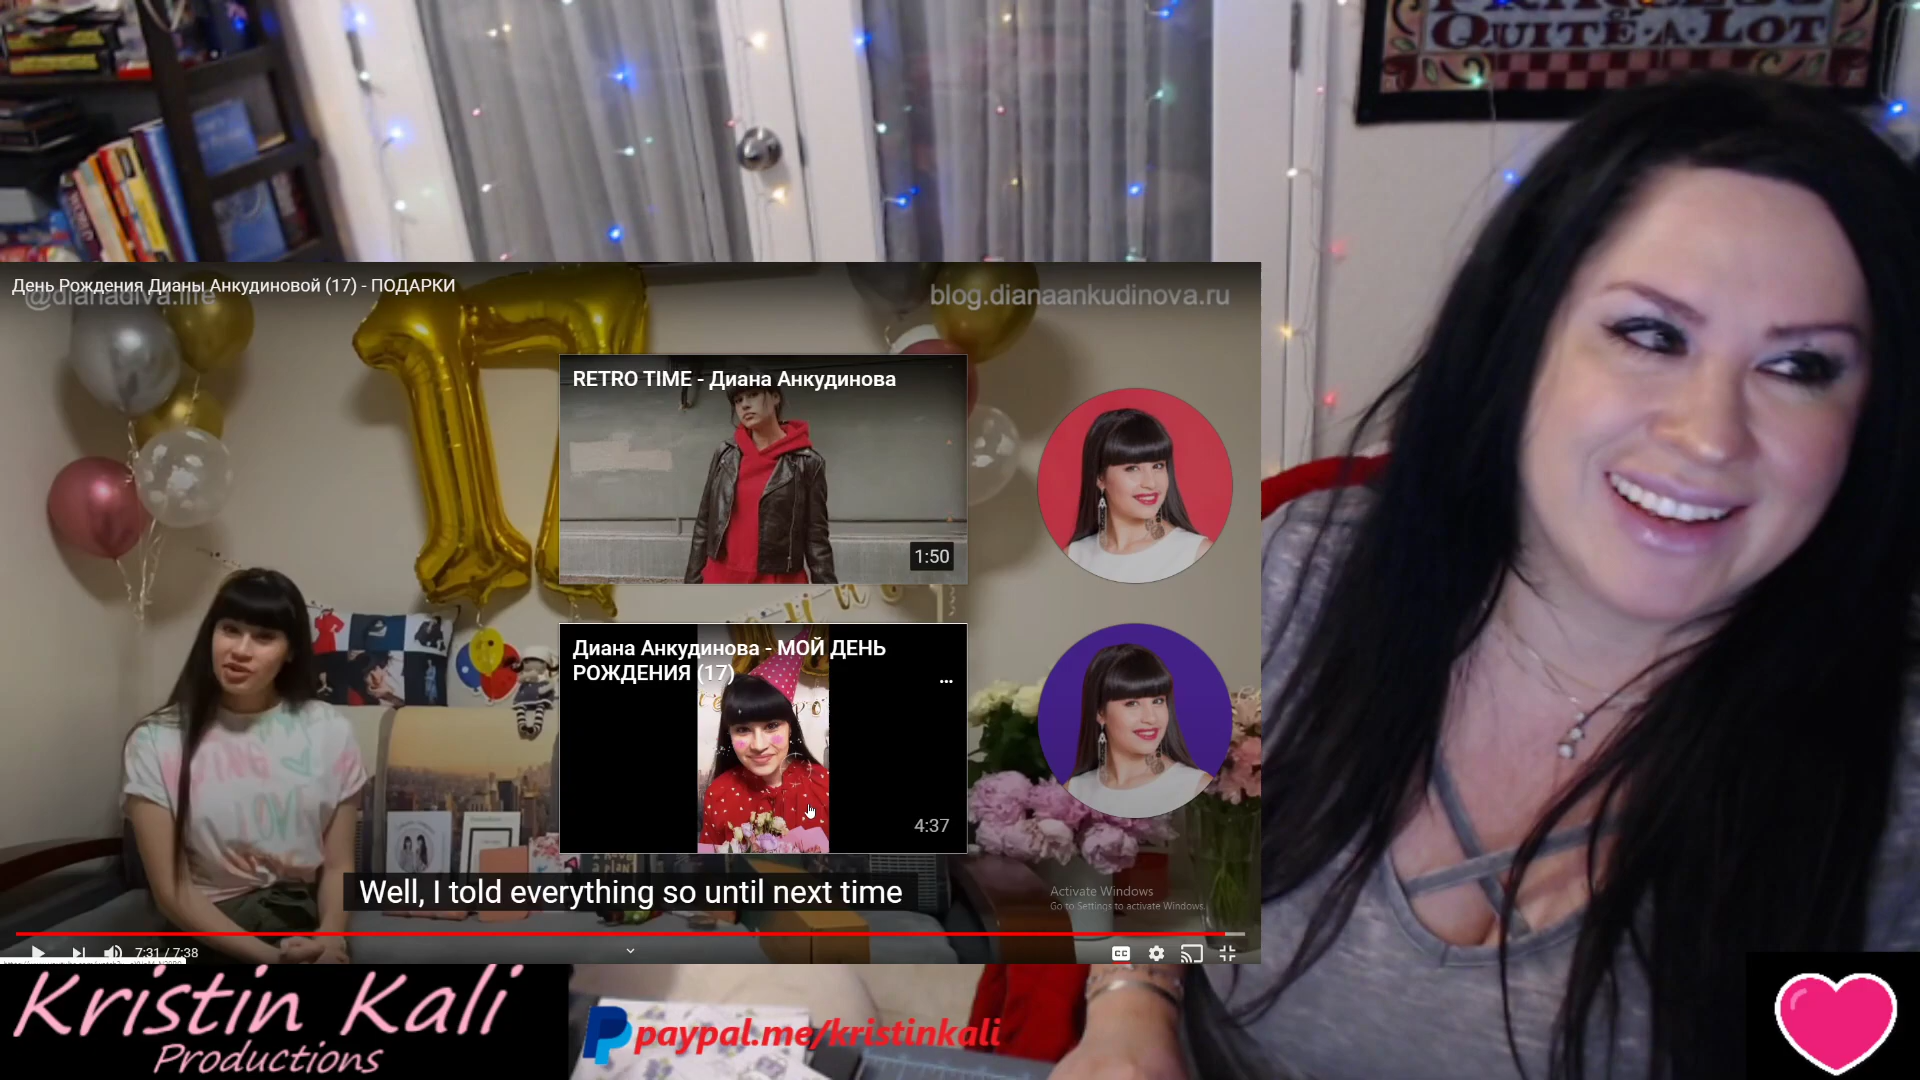 QUITE·A·LOT
День Рождения Дианы Анкудиновой (17) - ПОДАРКИ
@dianadiva.life
blog.dianaankudinova.ru
RETRO TIME - Диана Анкудинова
1:50
Диана Анкудинова - МОЙ ДЕНЬ
РОЖДЕНИЯ (17)
4:37
LOVE
Well, I told everything so until next time
Activate Windows
Go to Settings to activate Windows.
7:31 / 7:38
CC
Kristin Kali
Productions
paypal.me/kristinkali